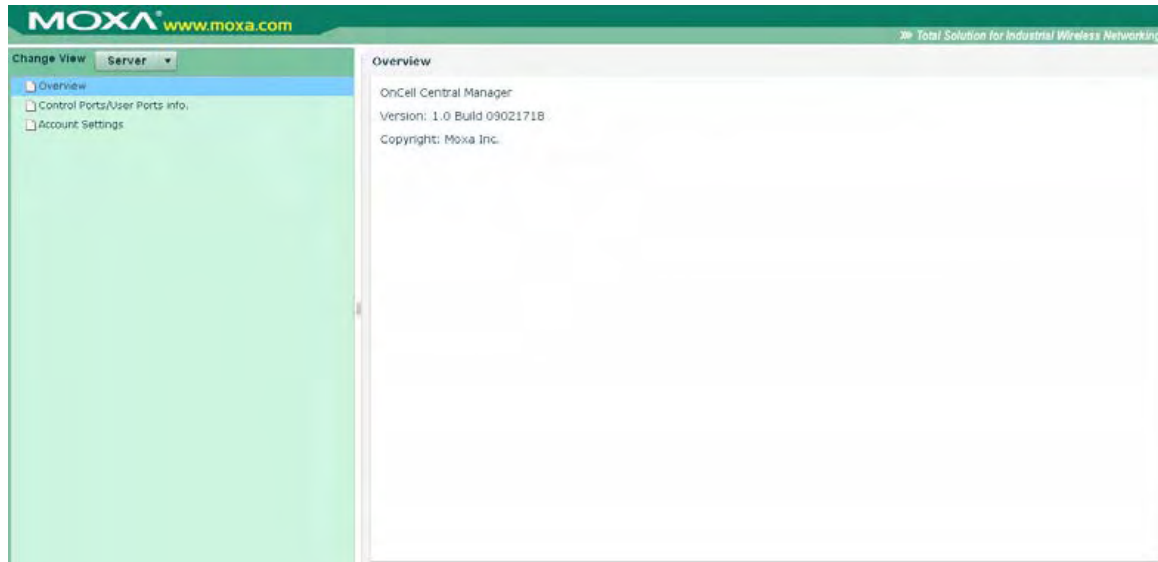 MOXA® www.moxa.com
Total Solution for Industrial Wireless Networking
Change View Server
Overview
Control Ports/User Ports info.
Account Settings
Overview
OnCell Central Manager
Version: 1.0 Build 09021718
Copyright: Moxa Inc.